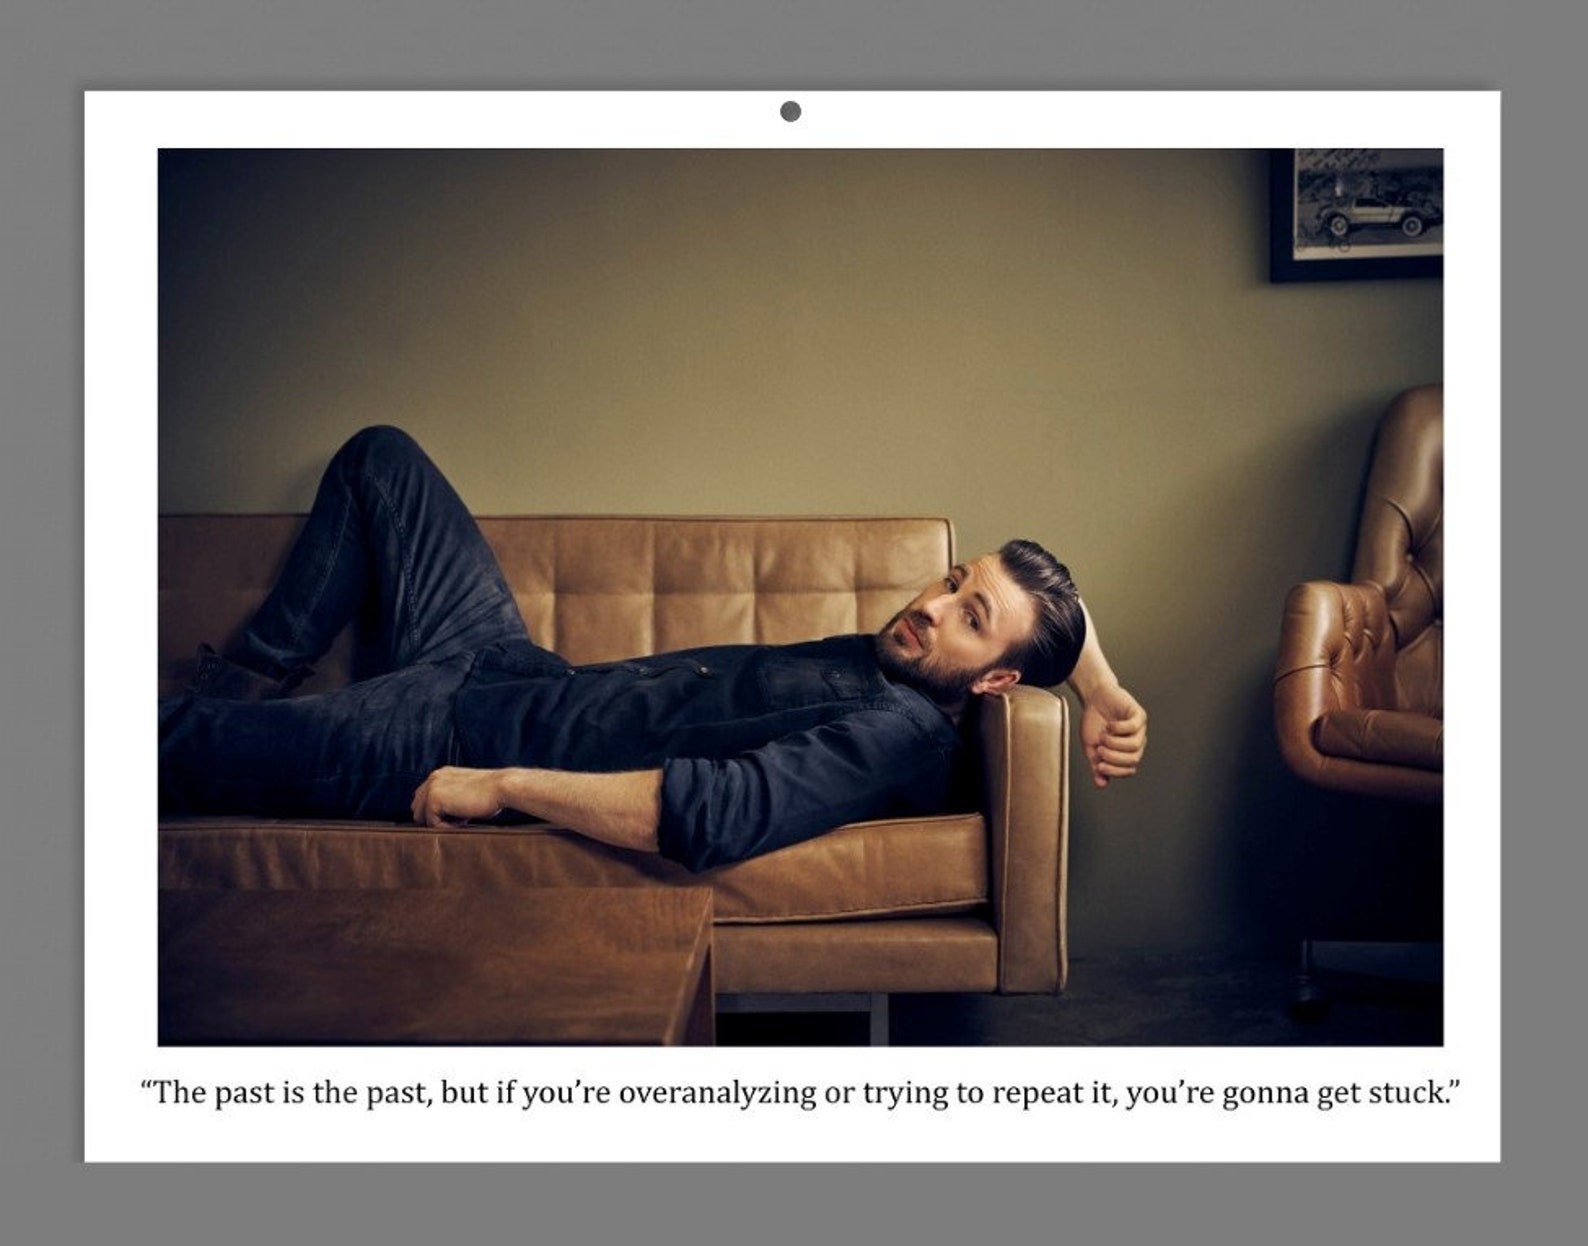 “The past is the past, but if you’re overanalyzing or trying to repeat it, you’re gonna get stuck.”